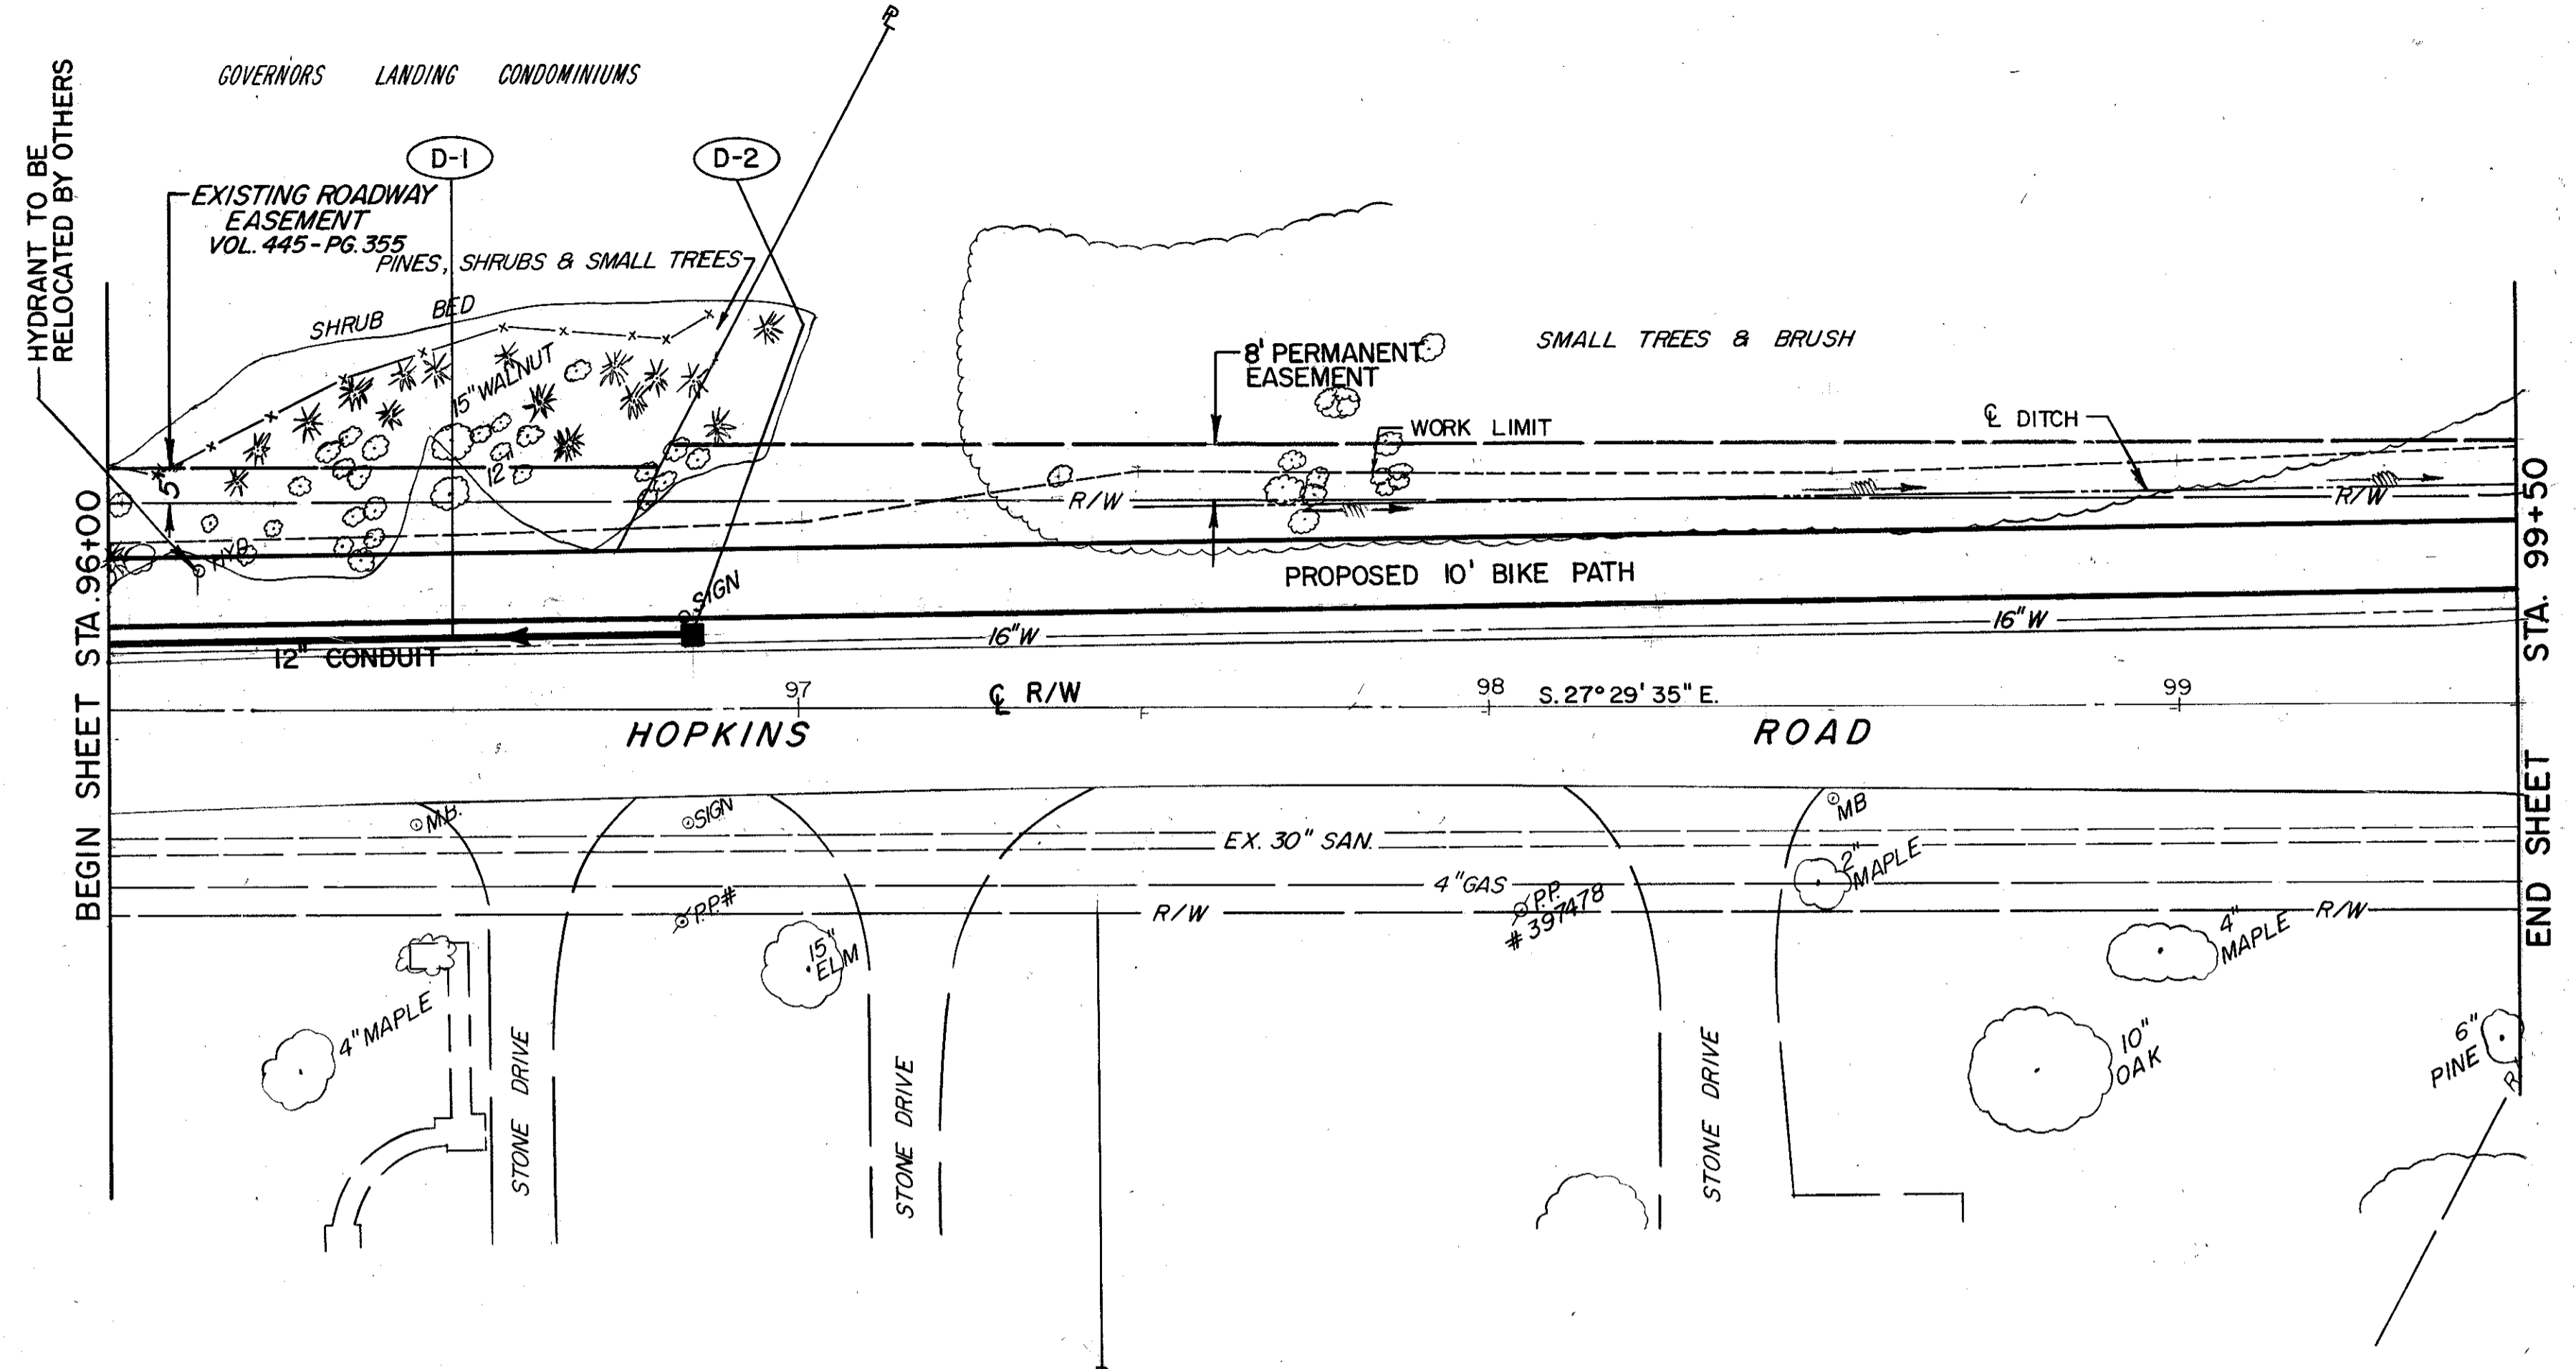 HYDRANT TO BE
RELOCATED BY OTHERS
GOVERNORS LANDING CONDOMINIUMS
D-1
D-2
EXISTING ROADWAY
EASEMENT
VOL. 445 - PG. 355
PINES, SHRUBS & SMALL TREES
SHRUB BED
15" WALNUT
12"
5'
HYD
SIGN
8' PERMANENT
EASEMENT
SMALL TREES & BRUSH
WORK LIMIT
℄ DITCH
R/W
R/W
PROPOSED 10' BIKE PATH
16" W
16" W
12" CONDUIT
BEGIN SHEET STA. 96+00
END SHEET STA. 99+50
97
℄ R/W
98
S. 27° 29' 35" E.
99
HOPKINS ROAD
M.B.
SIGN
MB
EX. 30" SAN.
2" MAPLE
4" GAS
P.P.#
R/W
P.P.
# 397478
R/W
15"
ELM
4"
MAPLE
4" MAPLE
10"
OAK
6"
PINE
STONE DRIVE
STONE DRIVE
STONE DRIVE